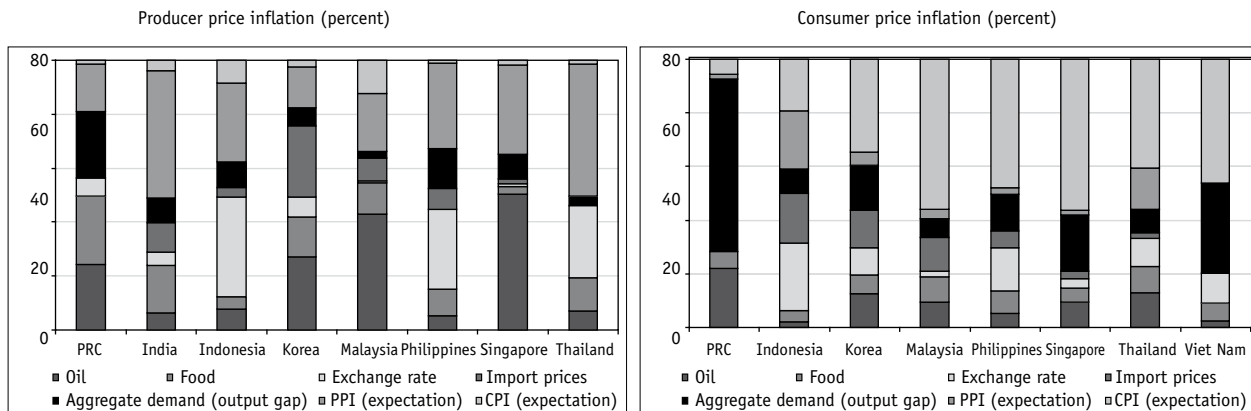 Producer price inflation (percent)
80
60
40
20
0
PRC India Indonesia Korea Malaysia Philippines Singapore Thailand
Oil Food Exchange rate Import prices
Aggregate demand (output gap) PPI (expectation) CPI (expectation)
Consumer price inflation (percent)
80
60
40
20
0
PRC Indonesia Korea Malaysia Philippines Singapore Thailand Viet Nam
Oil Food Exchange rate Import prices
Aggregate demand (output gap) PPI (expectation) CPI (expectation)